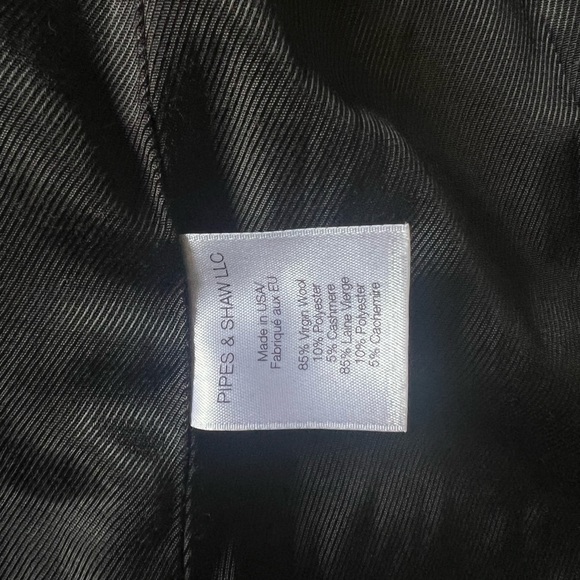 PIPES & SHAW LLC
Made in USA/
Fabriqué aux EU
85% Virgin Wool
10% Polyester
5% Cashmere
85% Laine Vierge
10% Polyester
5% Cachemire